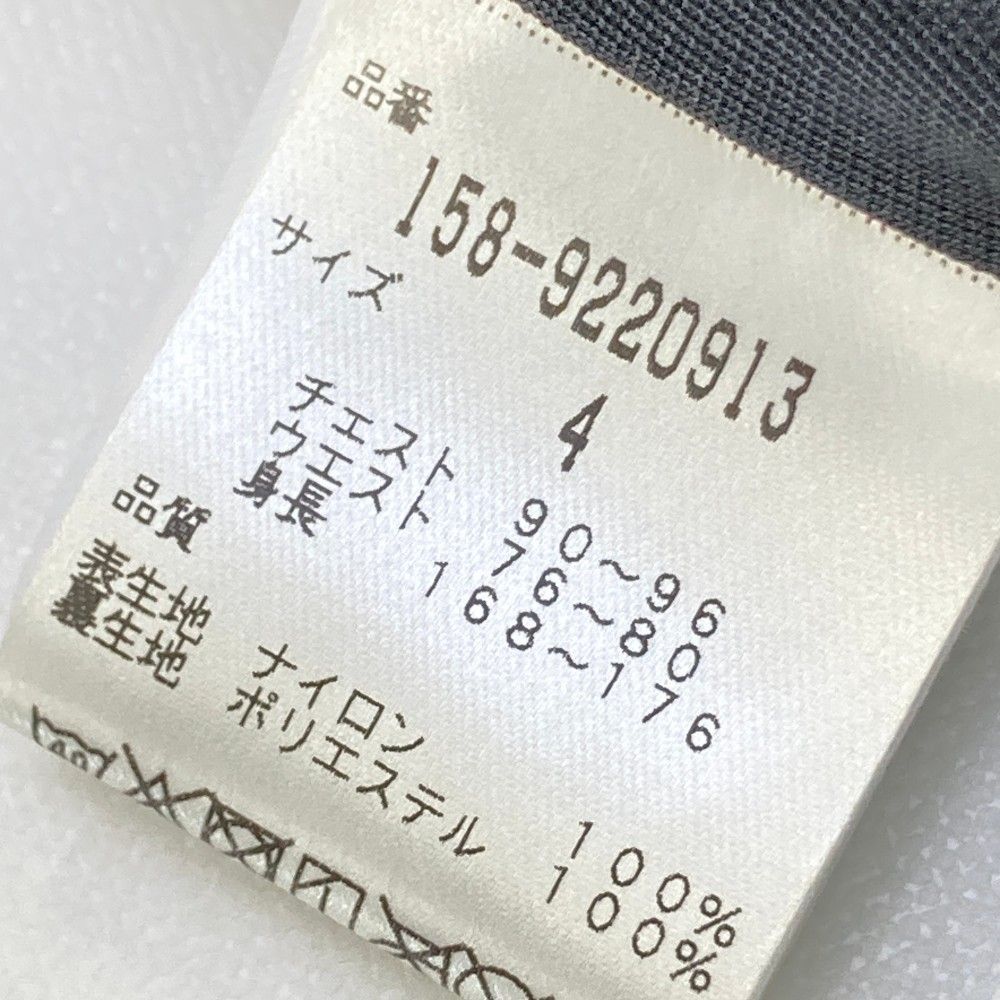 品番
158-9220913
サイズ
4
チェスト 90~96
ウエスト 76~80
身長 168~176
品質
表生地 ナイロン 100%
裏生地 ポリエステル 100%
40